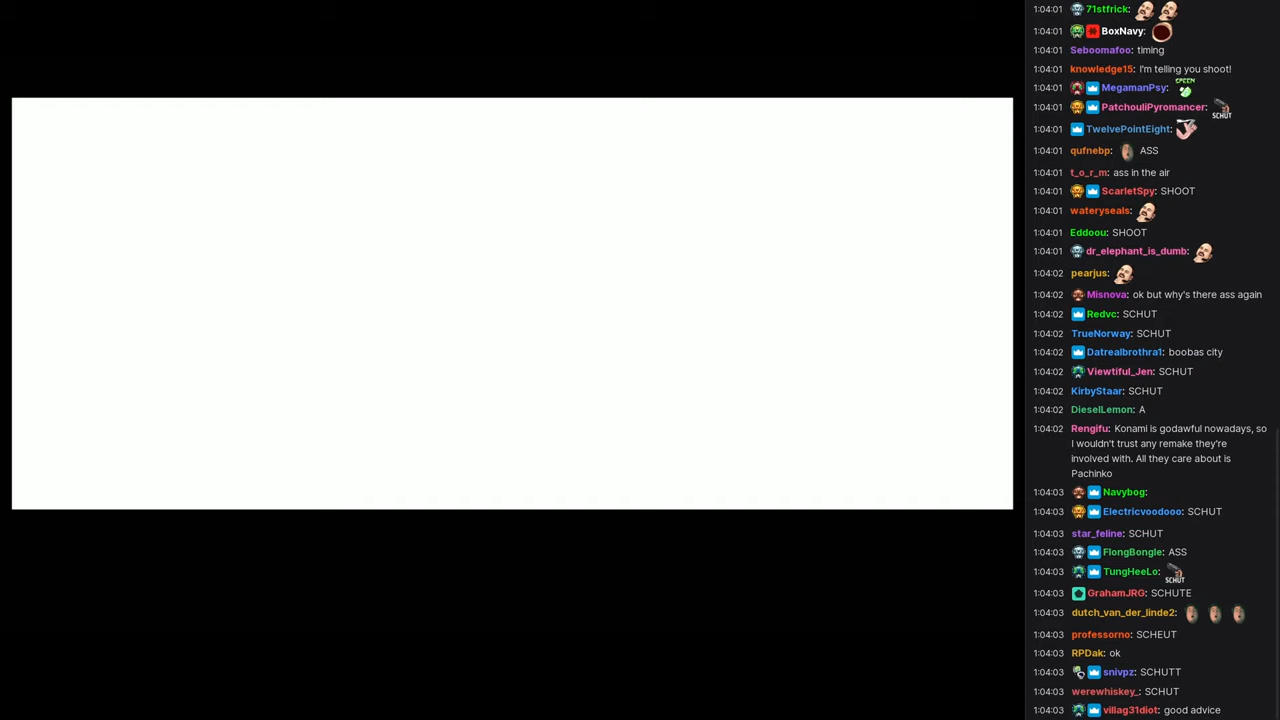 1:04:01 71stfrick:
1:04:01 BoxNavy:
1:04:01 Seboomafoo: timing
1:04:01 knowledge15: I'm telling you shoot!
1:04:01 MegamanPsy:
1:04:01 PatchouliPyromancer: SCHUT
1:04:01 TwelvePointEight:
1:04:01 qufnebp: ASS
1:04:01 t_o_r_m: ass in the air
1:04:01 ScarletSpy: SHOOT
1:04:01 wateryseals:
1:04:01 Eddoou: SHOOT
1:04:01 dr_elephant_is_dumb:
1:04:02 pearjus:
1:04:02 Misnova: ok but why's there ass again
1:04:02 Redvc: SCHUT
1:04:02 TrueNorway: SCHUT
1:04:02 Datrealbrothra1: boobas city
1:04:02 Viewtiful_Jen: SCHUT
1:04:02 KirbyStaar: SCHUT
1:04:02 DieselLemon: A
1:04:02 Rengifu: Konami is godawful nowadays, so
I wouldn't trust any remake they're
involved with. All they care about is
Pachinko
1:04:03 Navybog:
1:04:03 Electricvoodooo: SCHUT
1:04:03 star_feline: SCHUT
1:04:03 FlongBongle: ASS
1:04:03 TungHeeLo: SCHUT
1:04:03 GrahamJRG: SCHUTE
1:04:03 dutch_van_der_linde2:
1:04:03 professorno: SCHEUT
1:04:03 RPDak: ok
1:04:03 snivpz: SCHUTT
1:04:03 werewhiskey_: SCHUT
1:04:03 villag31diot: good advice